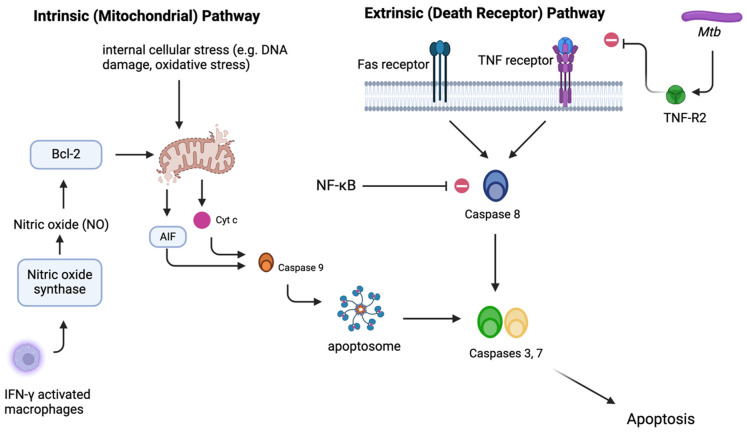 Intrinsic (Mitochondrial) Pathway
internal cellular stress (e.g. DNA
damage, oxidative stress)
Bcl-2
Nitric oxide (NO)
Nitric oxide
synthase
IFN-γ activated
macrophages
AIF
Cyt c
Caspase 9
apoptosome
Extrinsic (Death Receptor) Pathway
Fas receptor
TNF receptor
Mtb
TNF-R2
NF-κB
Caspase 8
Caspases 3, 7
Apoptosis